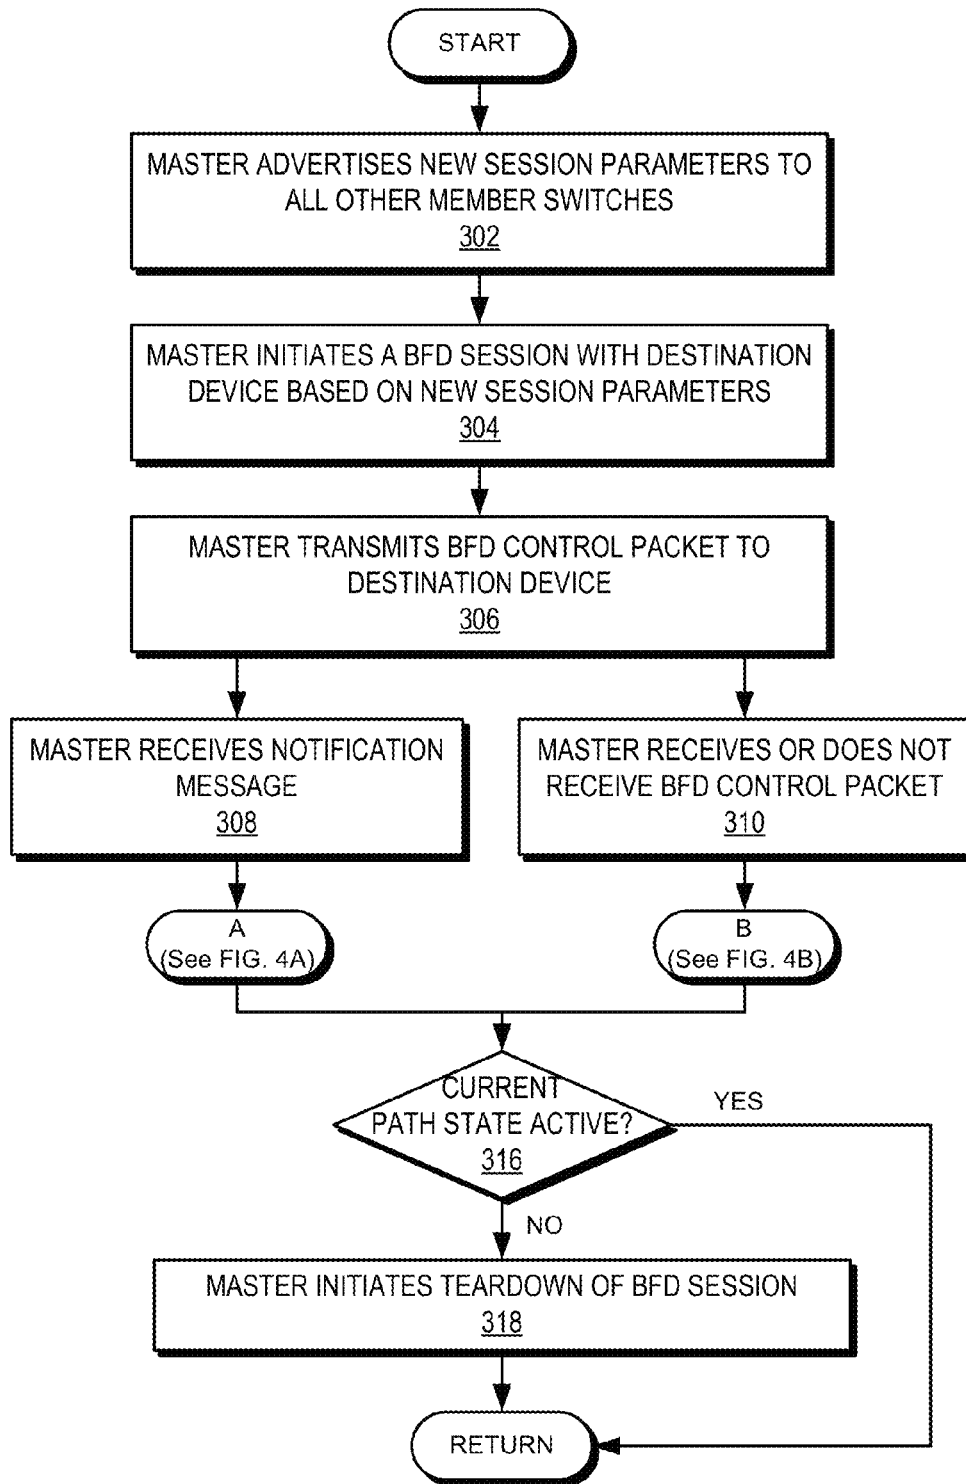 START
MASTER ADVERTISES NEW SESSION PARAMETERS TO
ALL OTHER MEMBER SWITCHES
302
MASTER INITIATES A BFD SESSION WITH DESTINATION
DEVICE BASED ON NEW SESSION PARAMETERS
304
MASTER TRANSMITS BFD CONTROL PACKET TO
DESTINATION DEVICE
306
MASTER RECEIVES NOTIFICATION
MESSAGE
308
MASTER RECEIVES OR DOES NOT
RECEIVE BFD CONTROL PACKET
310
A
(See FIG. 4A)
B
(See FIG. 4B)
CURRENT
PATH STATE ACTIVE?
316
YES
NO
MASTER INITIATES TEARDOWN OF BFD SESSION
318
RETURN